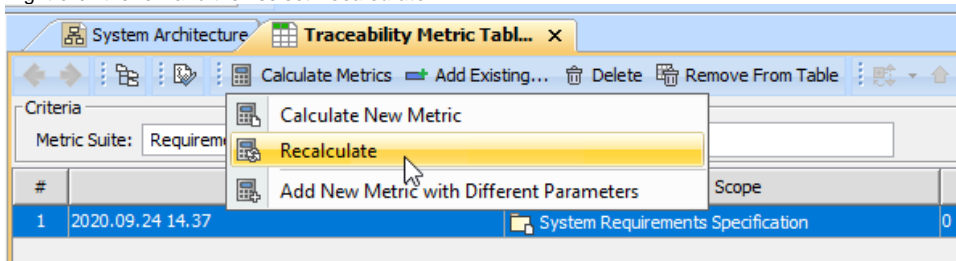 System Architecture Traceability Metric Tabl... ×
Calculate Metrics Add Existing... Delete Remove From Table
Criteria
Calculate New Metric
Metric Suite: Requirem
Recalculate
# Scope
Add New Metric with Different Parameters
1 2020.09.24 14.37 System Requirements Specification 0